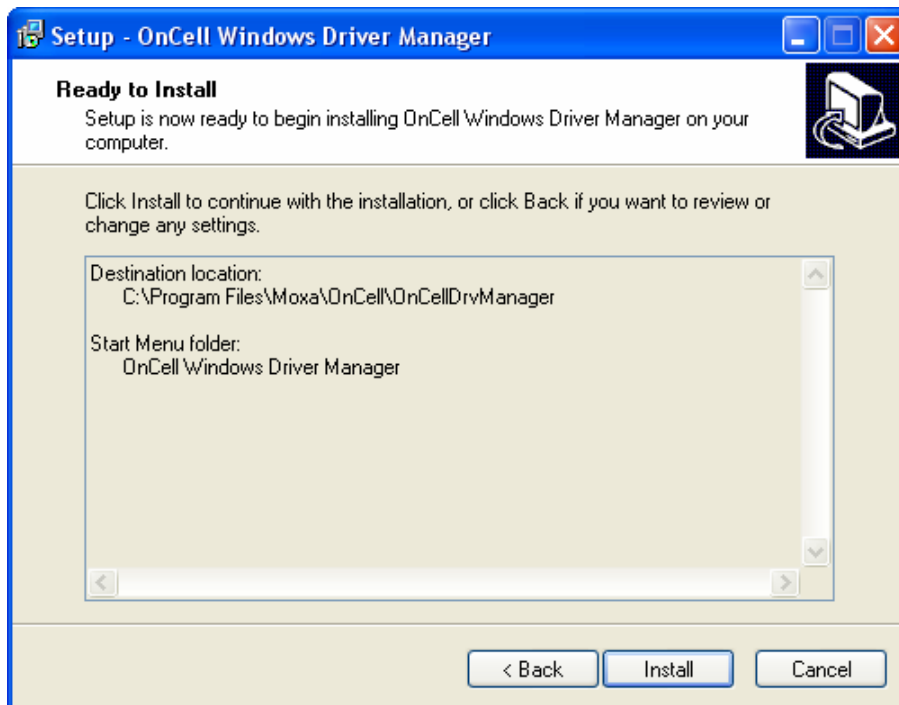 Setup - OnCell Windows Driver Manager
Ready to Install
Setup is now ready to begin installing OnCell Windows Driver Manager on your
computer.
Click Install to continue with the installation, or click Back if you want to review or
change any settings.
Destination location:
C:\Program Files\Moxa\OnCell\OnCellDrvManager
Start Menu folder:
OnCell Windows Driver Manager
< Back Install Cancel